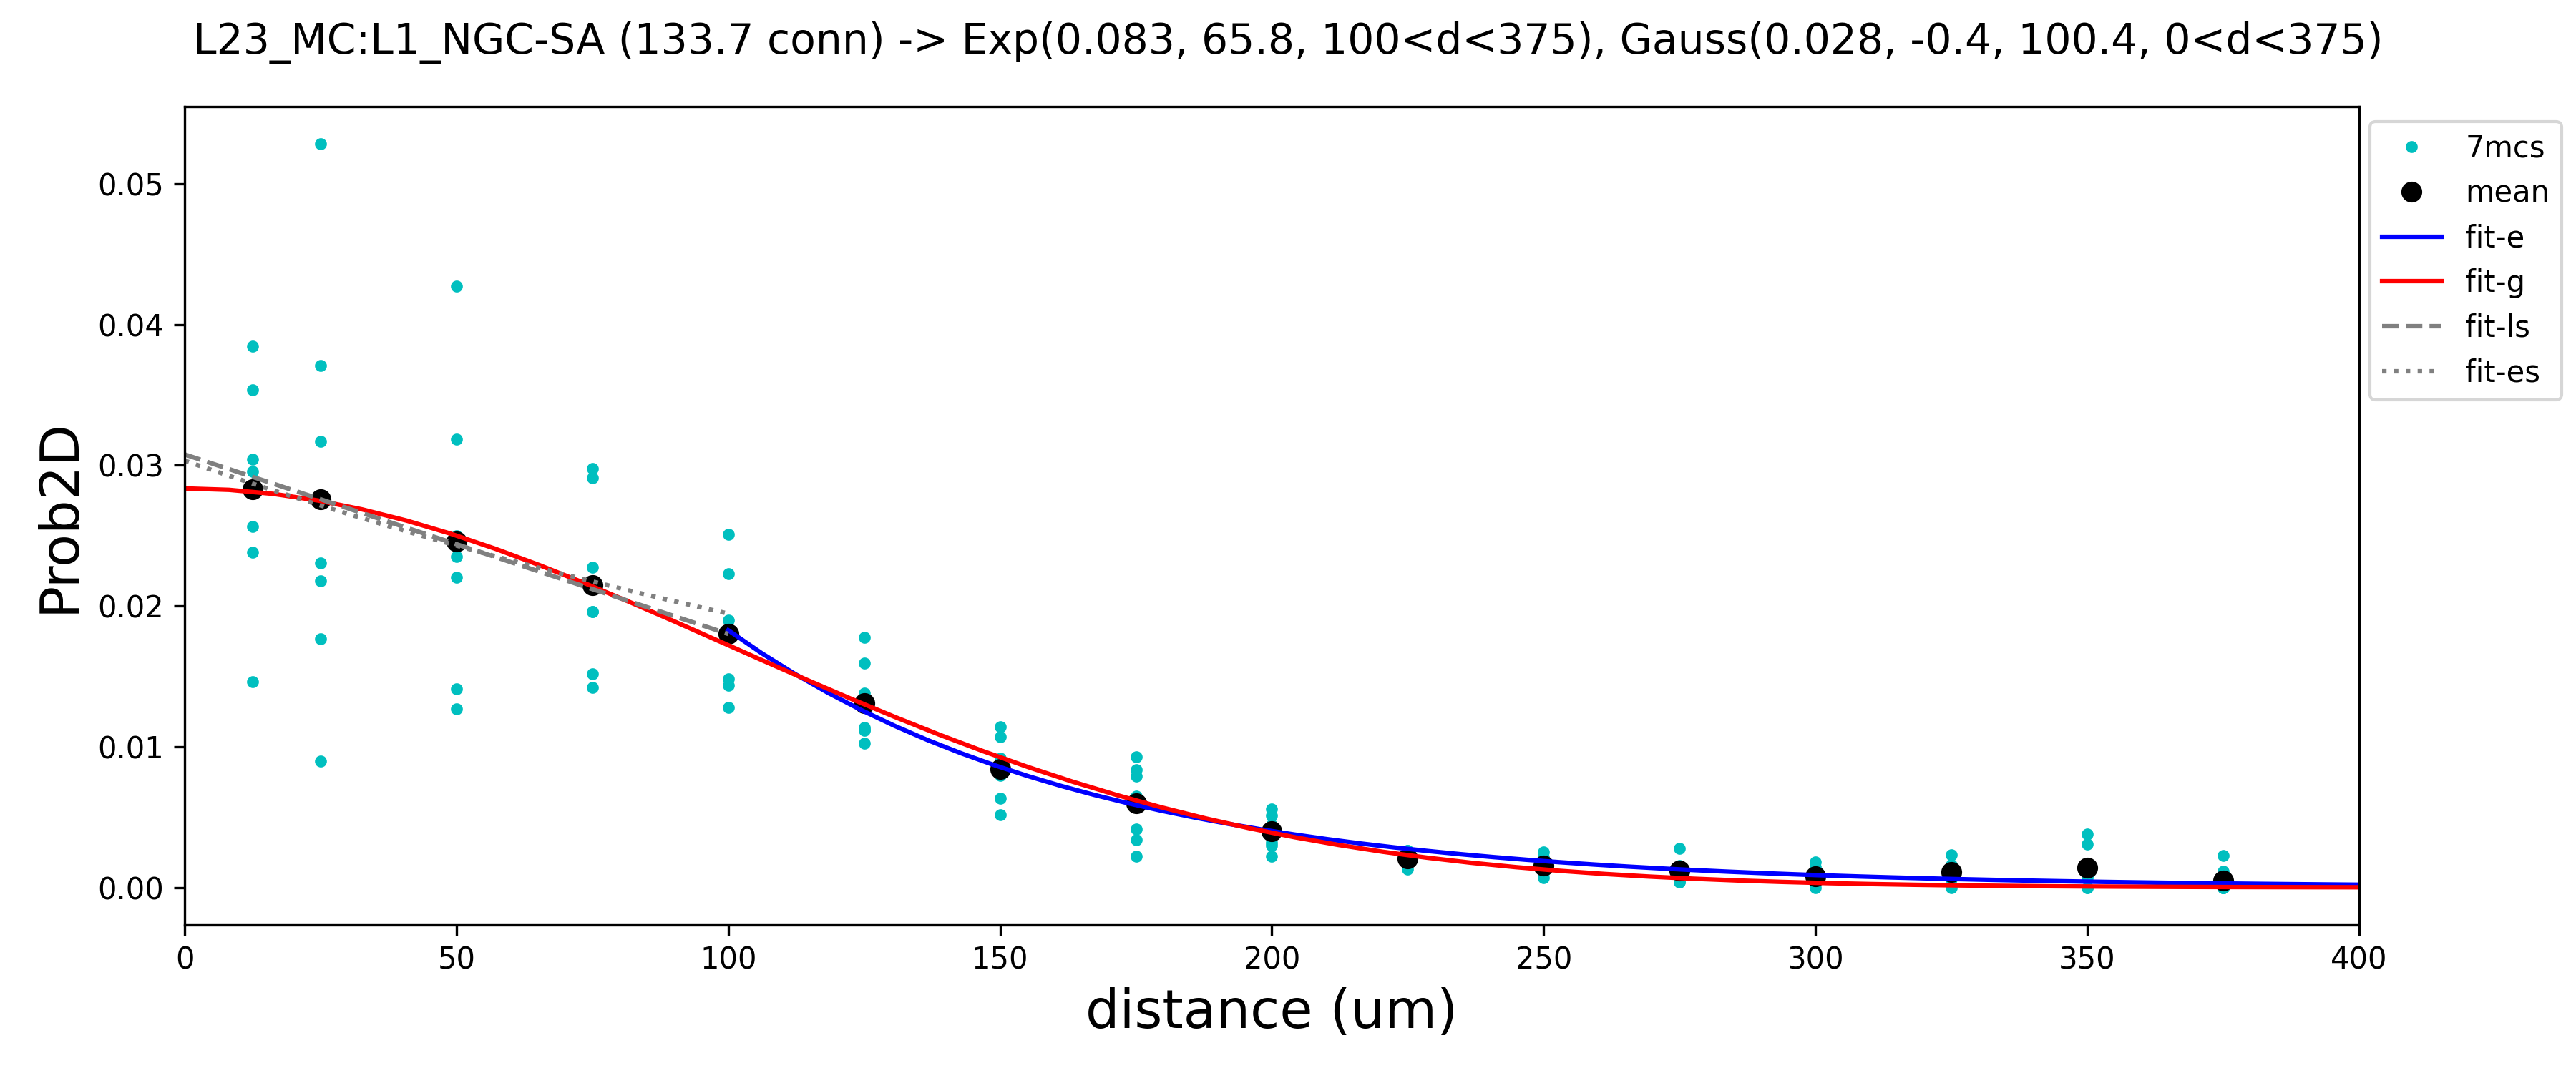 L23_MC:L1_NGC-SA (133.7 conn) -> Exp(0.083, 65.8, 100<d<375), Gauss(0.028, -0.4, 100.4, 0<d<375)
0.05
0.04
0.03
0.02
0.01
0.00
Prob2D
0 50 100 150 200 250 300 350 400
distance (um)
7mcs
mean
fit-e
fit-g
fit-ls
fit-es